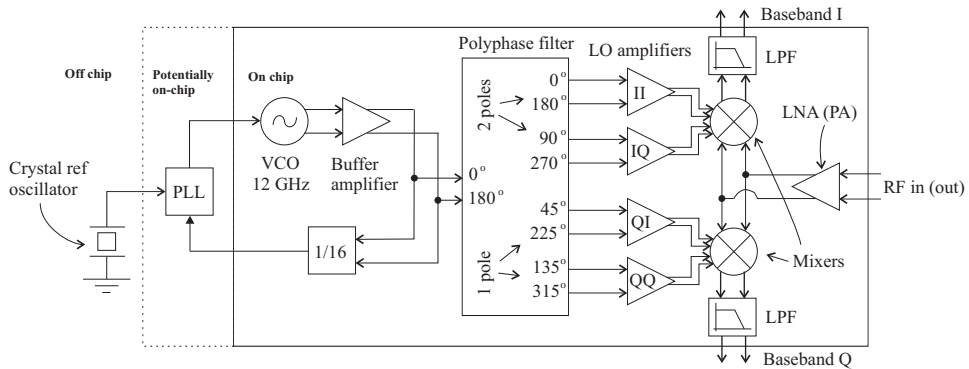 Baseband I
Polyphase filter
LO amplifiers
LPF
Off chip
Potentially
on-chip
On chip
2 poles
0°
180°
90°
270°
II
IQ
LNA (PA)
VCO
12 GHz
Buffer
amplifier
Crystal ref
oscillator
PLL
0°
180°
RF in (out)
1/16
1 pole
45°
225°
135°
315°
QI
QQ
Mixers
LPF
Baseband Q